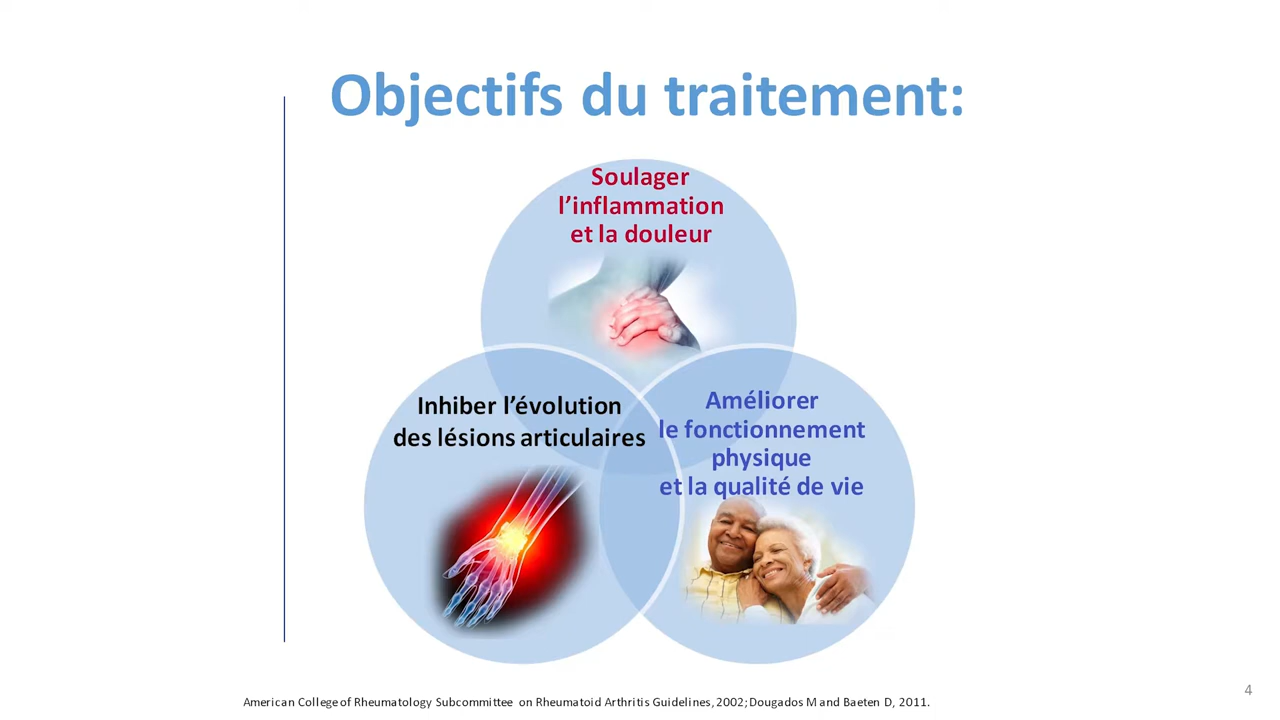 Objectifs du traitement:
Soulager
l’inflammation
et la douleur
Inhiber l’évolution
des lésions articulaires
Améliorer
le fonctionnement
physique
et la qualité de vie
American College of Rheumatology Subcommittee on Rheumatoid Arthritis Guidelines, 2002; Dougados M and Baeten D, 2011.
4